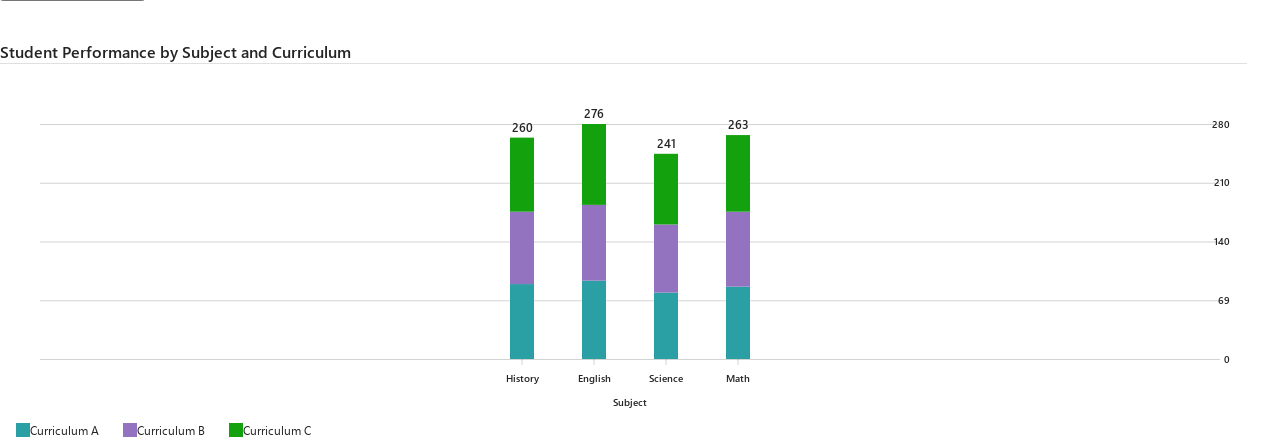 Student Performance by Subject and Curriculum
276
260
263
280
241
210
140
69
0
History English Science Math
Subject
Curriculum A Curriculum B Curriculum C